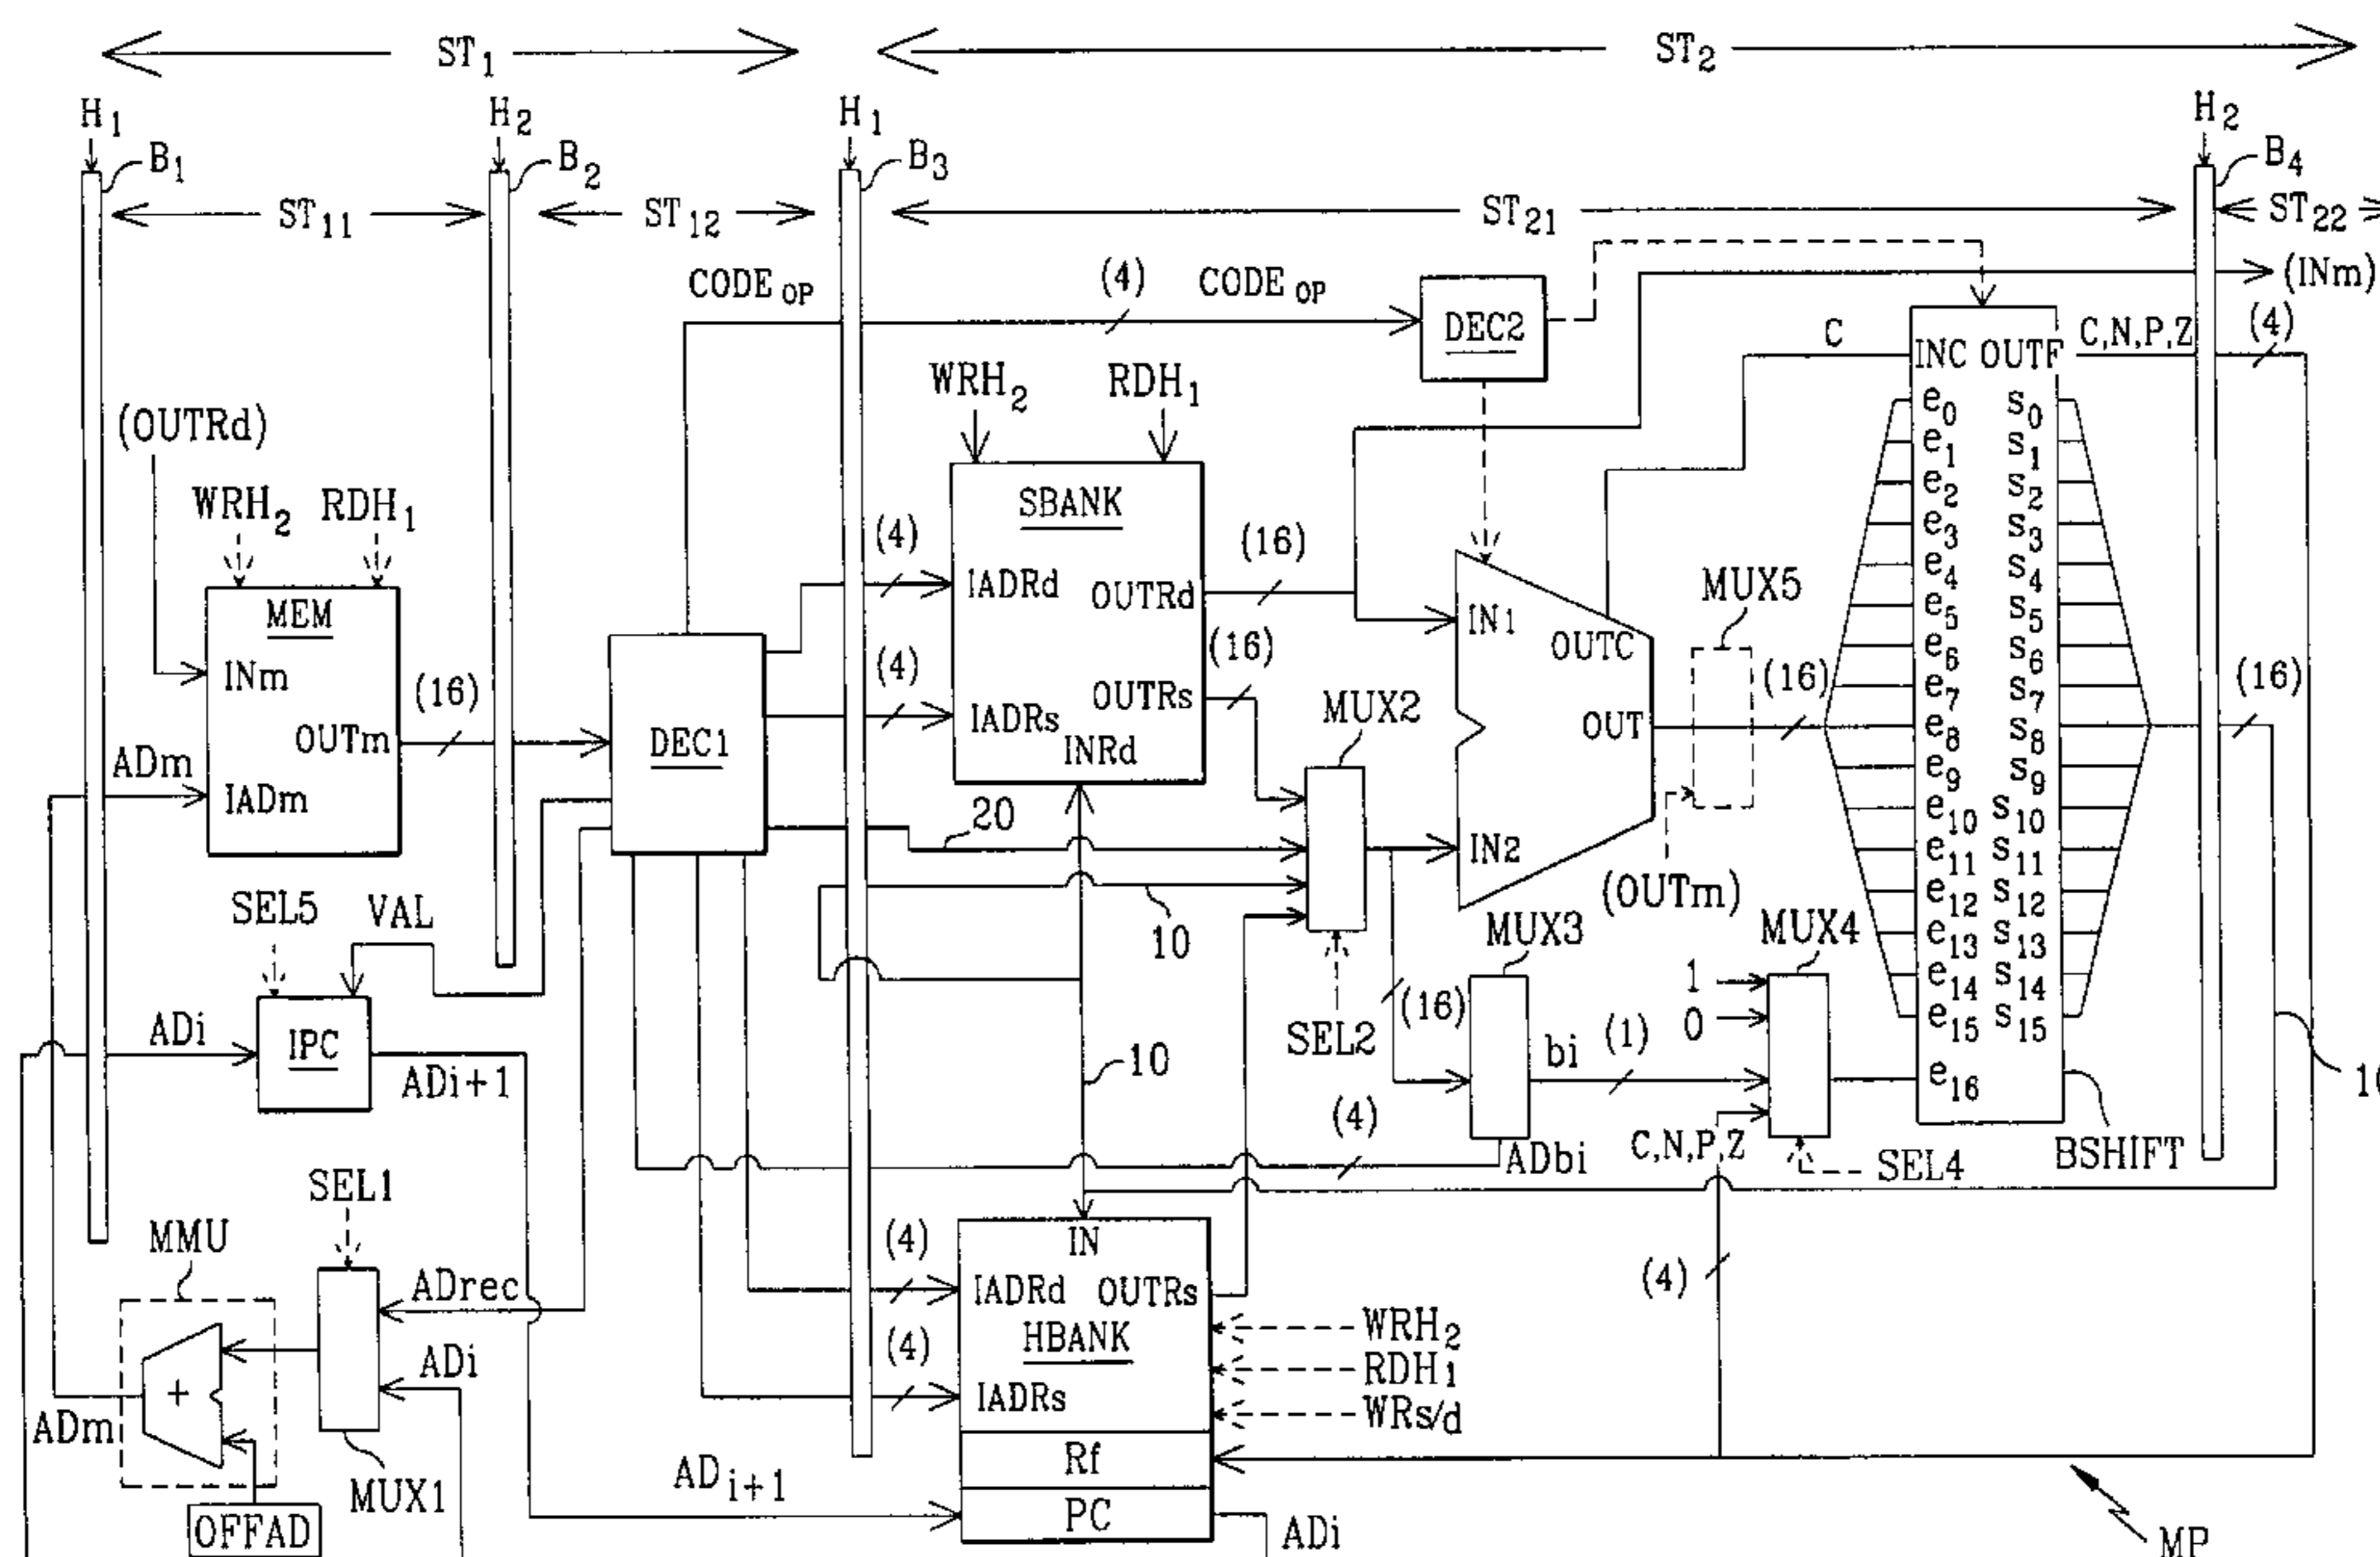 ST1
ST2
H1
H2
H1
H2
B1
B2
B3
B4
ST11
ST12
ST21
ST22
CODE OP
(4)
CODE OP
DEC2
(INm)
C
INC OUTF
C,N,P,Z
(4)
(OUTRd)
WRH2
RDH1
WRH2
RDH1
MEM
INm
OUTm
IADm
ADm
(16)
DEC1
(4)
(4)
SBANK
IADRd
OUTRd
IADRs
OUTRs
INRd
(16)
(16)
IN1
OUTC
OUT
IN2
MUX5
(16)
(OUTm)
MUX2
e0 s0
e1 s1
e2 s2
e3 s3
e4 s4
e5 s5
e6 s6
e7 s7
e8 s8
e9 s9
e10 s10
e11 s11
e12 s12
e13 s13
e14 s14
e15 s15
e16
(16)
20
10
SEL5
VAL
ADi
IPC
ADi+1
SEL2
(16)
MUX3
bi
(1)
MUX4
1
0
10
(4)
ADbi
C,N,P,Z
SEL4
BSHIFT
SEL1
MMU
ADrec
+
ADi
ADm
MUX1
OFFAD
(4)
(4)
IN
IADRd OUTRs
HBANK
IADRs
Rf
PC
WRH2
RDH1
WRs/d
(4)
ADi+1
ADi
MP